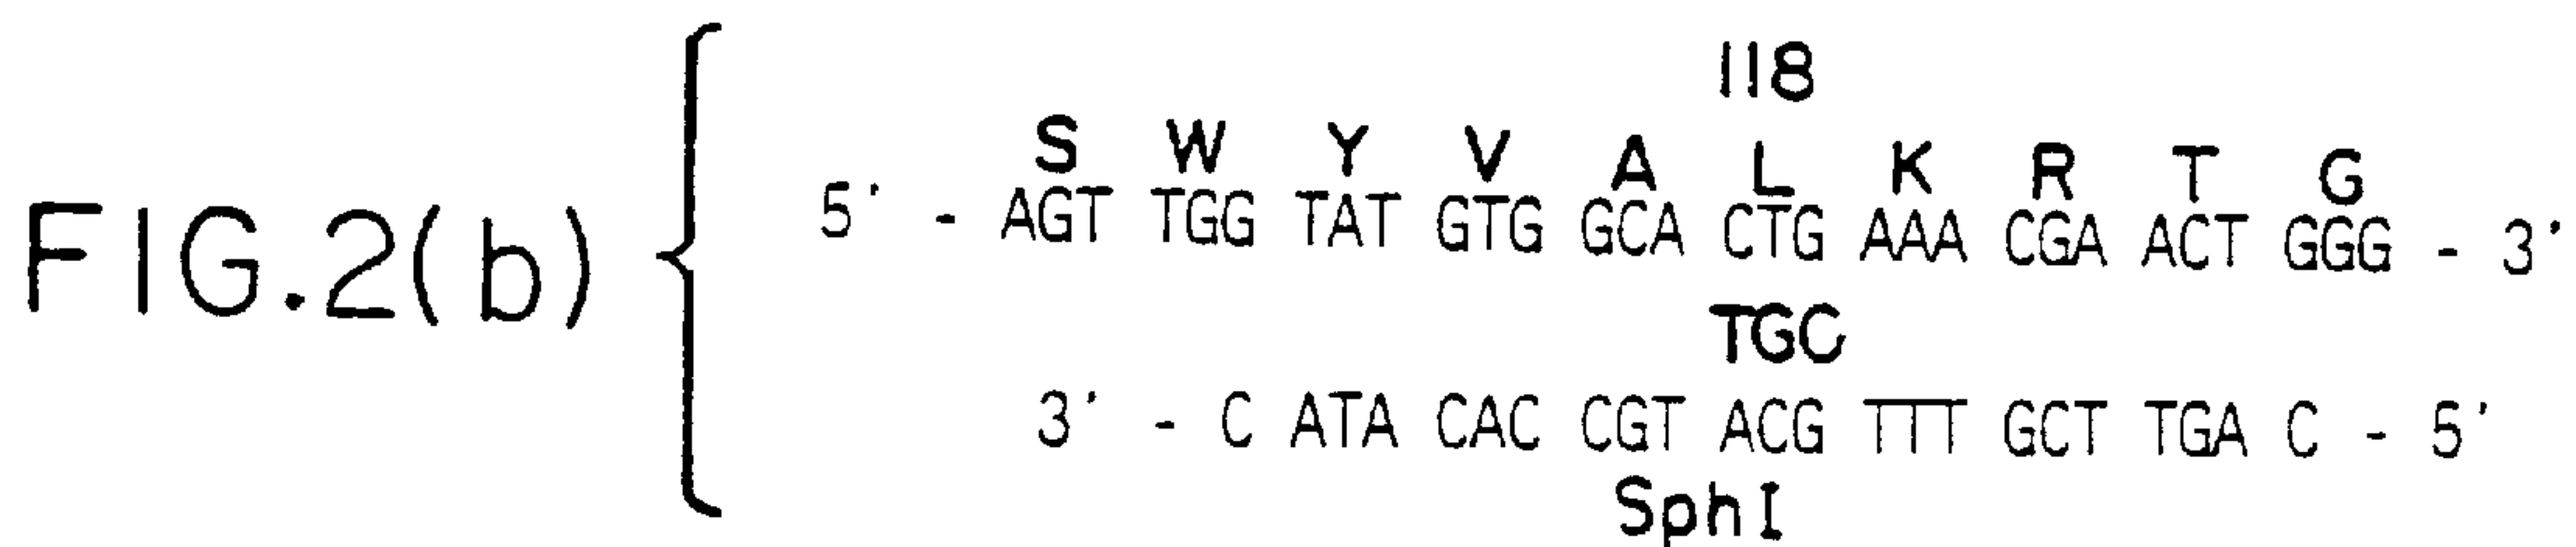 FIG.2(b)
118
S W Y V A L K R T G
5' - AGT TGG TAT GTG GCA CTG AAA CGA ACT GGG - 3'
TGC
3' - C ATA CAC CGT ACG TTT GCT TGA C - 5'
SphI